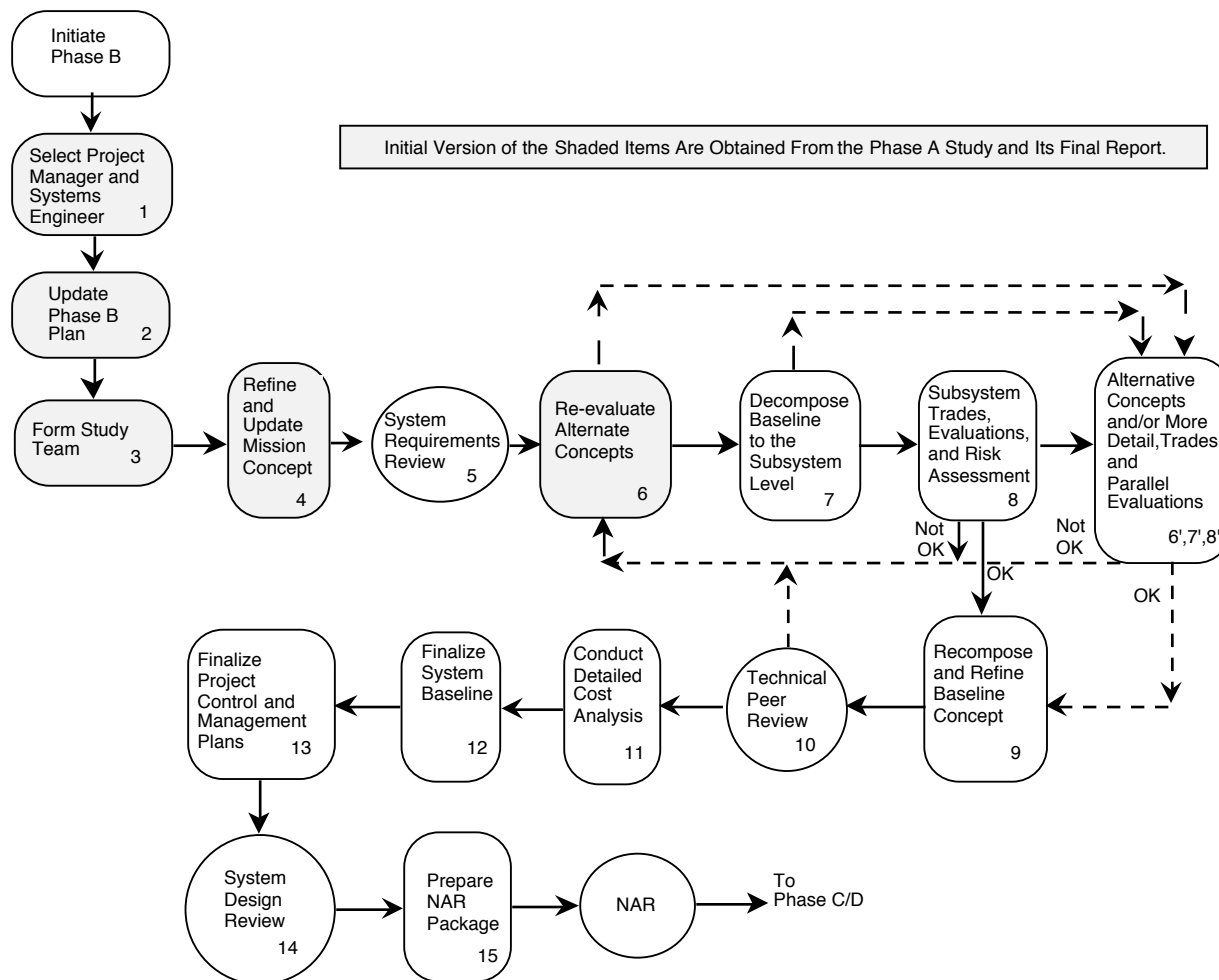 Initiate
Phase B
Initial Version of the Shaded Items Are Obtained From the Phase A Study and Its Final Report.
Select Project
Manager and
Systems
Engineer
1
Update
Phase B
Plan
2
Form Study
Team
3
Refine
and
Update
Mission
Concept
4
System
Requirements
Review
5
Re-evaluate
Alternate
Concepts
6
Decompose
Baseline
to the
Subsystem
Level
7
Subsystem
Trades,
Evaluations,
and Risk
Assessment
8
Alternative
Concepts
and/or More
Detail,Trades
and
Parallel
Evaluations
6',7',8'
Not
OK
OK
Not
OK
OK
Recompose
and Refine
Baseline
Concept
9
Technical
Peer
Review
10
Conduct
Detailed
Cost
Analysis
11
Finalize
System
Baseline
12
Finalize
Project
Control and
Management
Plans
13
System
Design
Review
14
Prepare
NAR
Package
15
NAR
To
Phase C/D